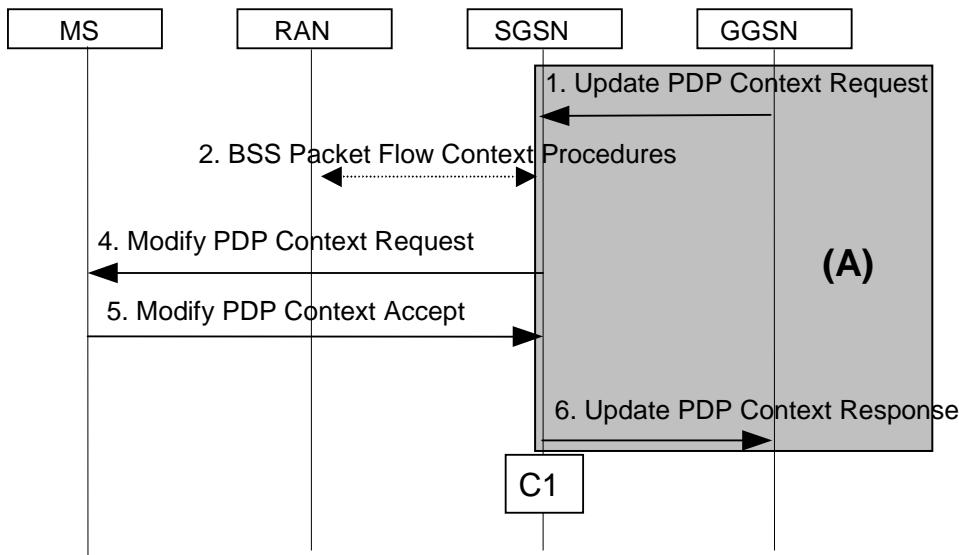 MS
RAN
SGSN
GGSN
1. Update PDP Context Request
2. BSS Packet Flow Context Procedures
4. Modify PDP Context Request
(A)
5. Modify PDP Context Accept
6. Update PDP Context Response
C1